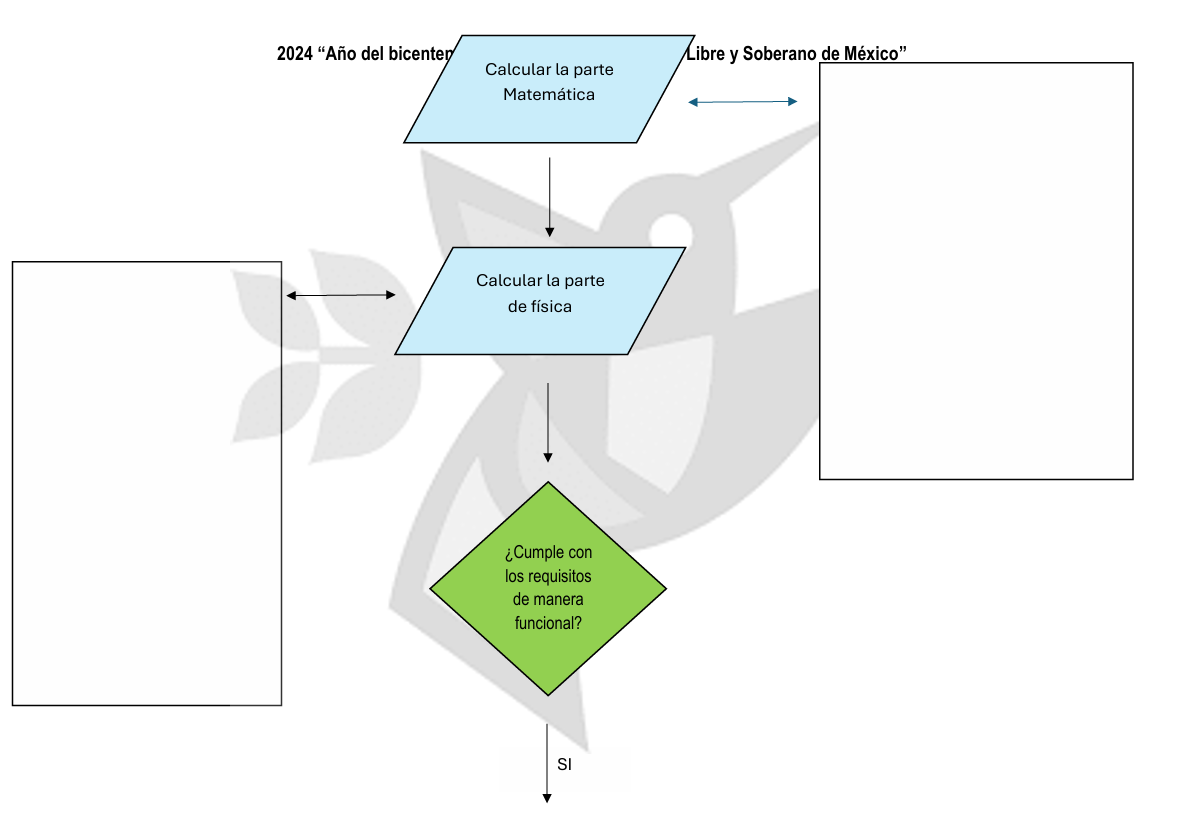 2024 “Año del bicenten
Libre y Soberano de México”
Calcular la parte
Matemática
Calcular la parte
de física
¿Cumple con
los requisitos
de manera
funcional?
SI